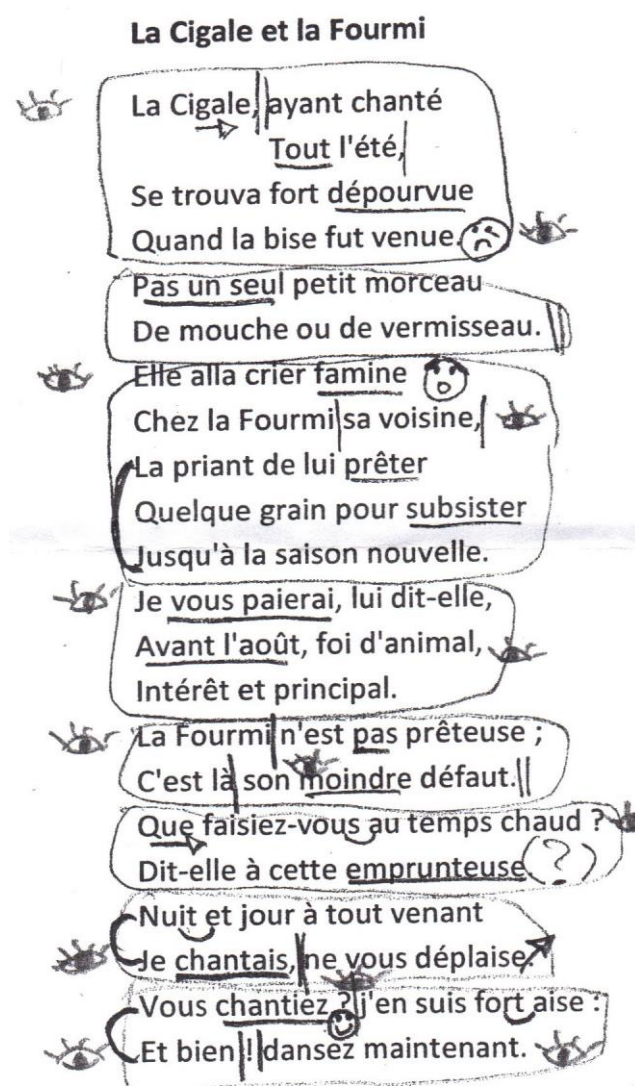 La Cigale et la Fourmi
La Cigale, ayant chanté
Tout l'été,
Se trouva fort dépourvue
Quand la bise fut venue.
Pas un seul petit morceau
De mouche ou de vermisseau.
Elle alla crier famine
Chez la Fourmi sa voisine,
La priant de lui prêter
Quelque grain pour subsister
Jusqu'à la saison nouvelle.
Je vous paierai, lui dit-elle,
Avant l'août, foi d'animal,
Intérêt et principal.
La Fourmi n'est pas prêteuse ;
C'est là son moindre défaut.
Que faisiez-vous au temps chaud ?
Dit-elle à cette emprunteuse (?)
Nuit et jour à tout venant
Je chantais, ne vous déplaise.
Vous chantiez ? j'en suis fort aise :
Et bien ! dansez maintenant.